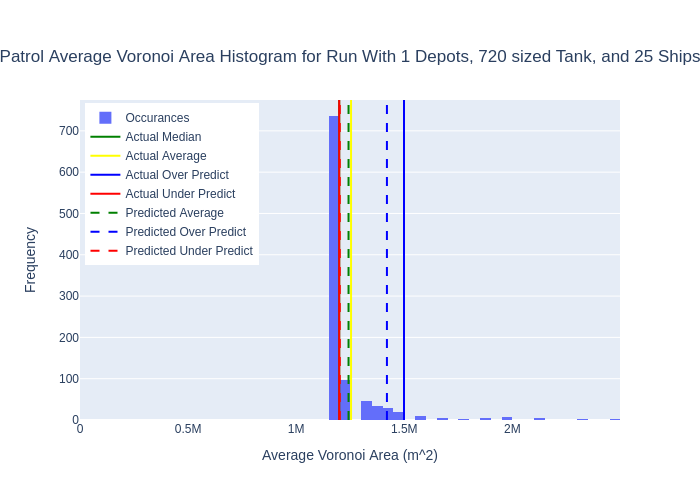 Patrol Average Voronoi Area Histogram for Run With 1 Depots, 720 sized Tank, and 25 Ships
Occurances
Actual Median
Actual Average
Actual Over Predict
Actual Under Predict
Predicted Average
Predicted Over Predict
Predicted Under Predict
700
600
500
400
300
200
100
0
Frequency
0 0.5M 1M 1.5M 2M
Average Voronoi Area (m^2)